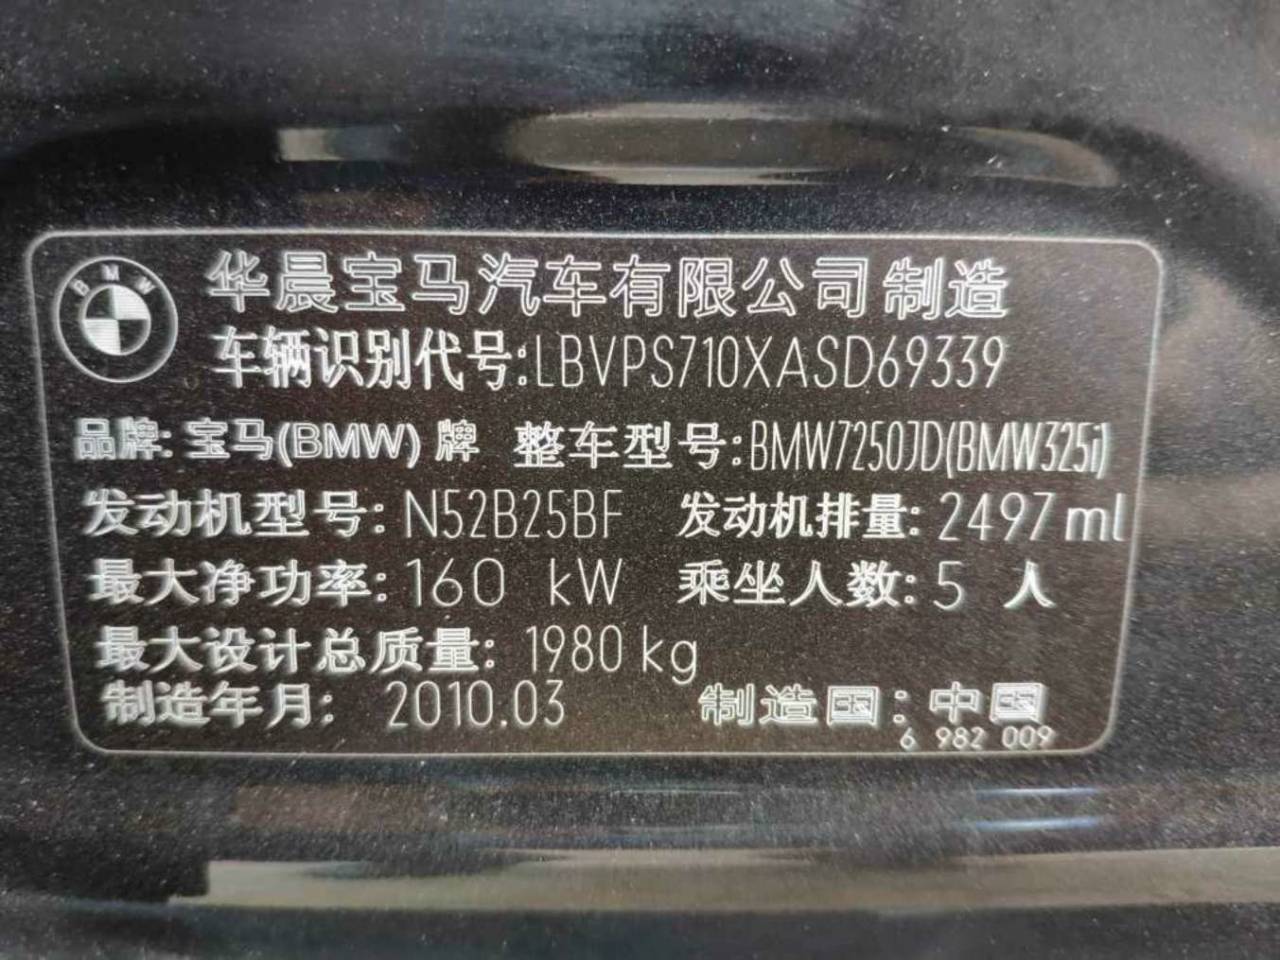 BMW
华晨宝马汽车有限公司制造
车辆识别代号:LBVPS710XASD69339
品牌: 宝马(BMW) 牌 整车型号:BMW7250JD(BMW325i)
发动机型号: N52B25BF 发动机排量: 2497 ml
最大净功率: 160 kW 乘坐人数: 5 人
最大设计总质量: 1980 kg
制造年月: 2010.03 制造国: 中国
6 982 009